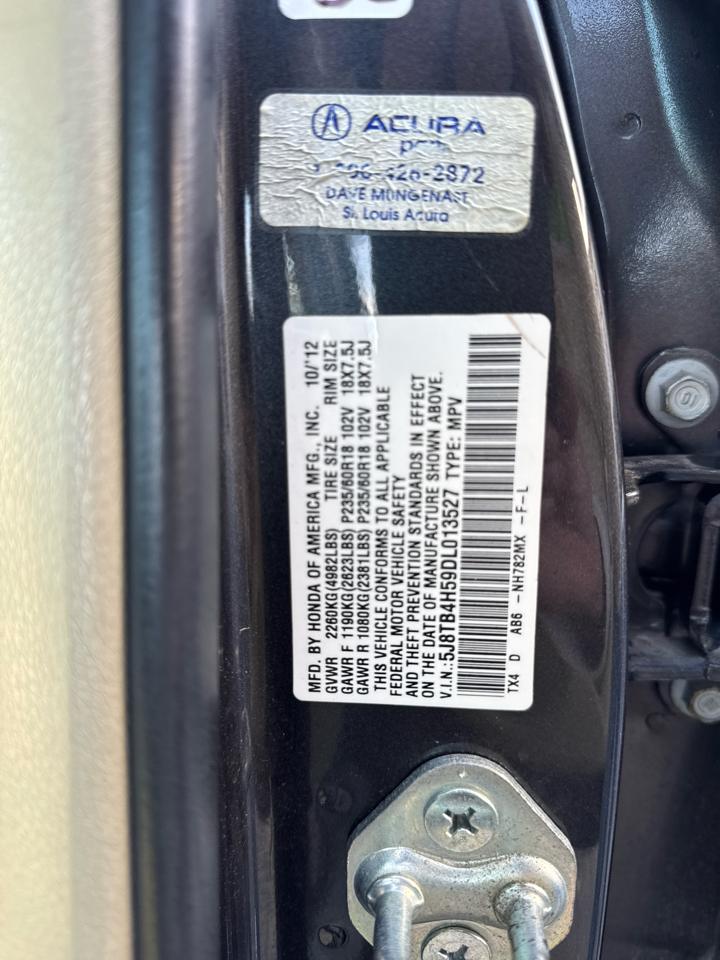 ACURA
426-2872
DAVE MUNGENAST
St. Louis Acura
MFD. BY HONDA OF AMERICA MFG., INC. 10/'12
GVWR 2260KG(4982LBS) TIRE SIZE RIM SIZE
GAWR F 1190KG(2623LBS) P235/60R18 102V 18X7.5J
GAWR R 1080KG(2381LBS) P235/60R18 102V 18X7.5J
THIS VEHICLE CONFORMS TO ALL APPLICABLE
FEDERAL MOTOR VEHICLE SAFETY
AND THEFT PREVENTION STANDARDS IN EFFECT
ON THE DATE OF MANUFACTURE SHOWN ABOVE.
V.I.N.:5J8TB4H59DL013527 TYPE: MPV
TX4 D AB6 -NH782MX -F-L